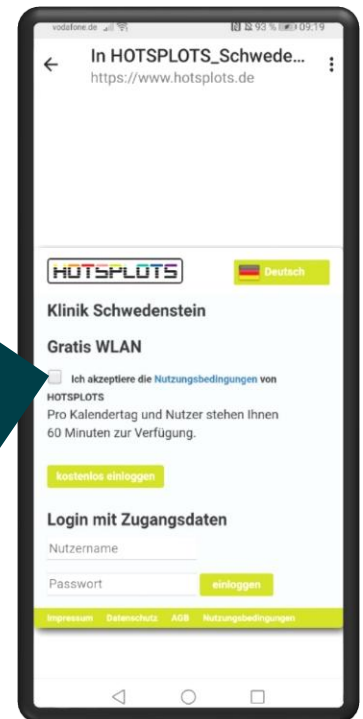 vodafone.de 93 % 09:19
In HOTSPLOTS_Schwede...
https://www.hotsplots.de
HOTSPLOTS
Deutsch
Klinik Schwedenstein
Gratis WLAN
Ich akzeptiere die Nutzungsbedingungen von
HOTSPLOTS
Pro Kalendertag und Nutzer stehen Ihnen
60 Minuten zur Verfügung.
kostenlos einloggen
Login mit Zugangsdaten
Nutzername
Passwort
einloggen
Impressum Datenschutz AGB Nutzungsbedingungen